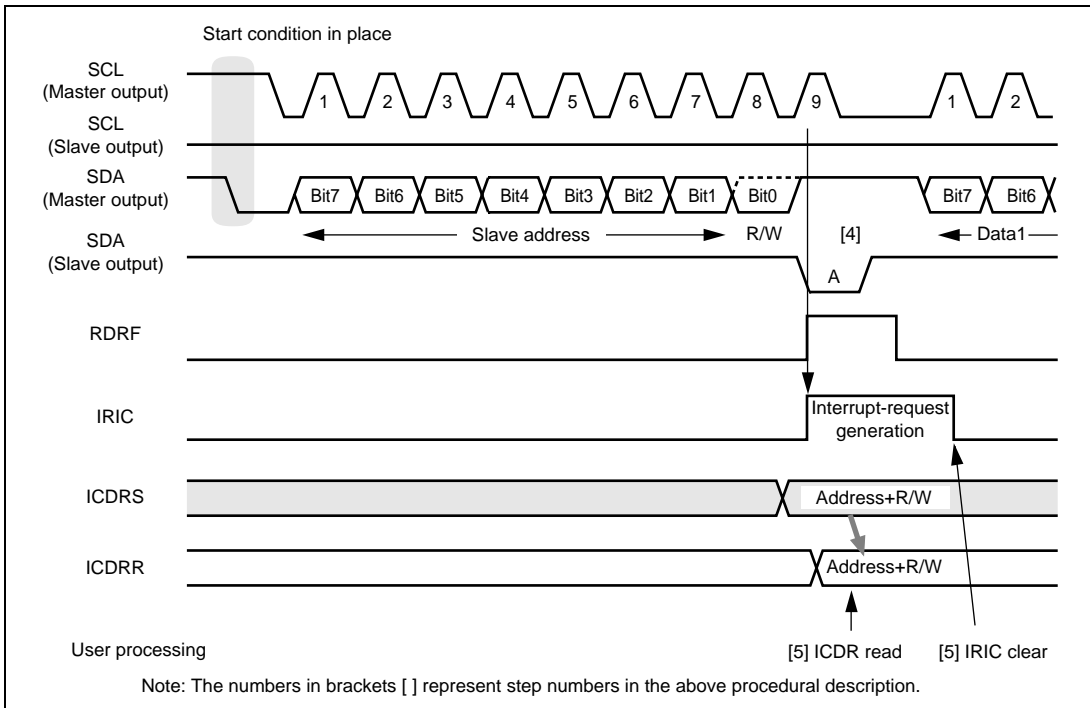 Start condition in place
SCL
(Master output)
1 2 3 4 5 6 7 8 9 1 2
SCL
(Slave output)
SDA
(Master output)
Bit7 Bit6 Bit5 Bit4 Bit3 Bit2 Bit1 Bit0 Bit7 Bit6
Slave address R/W [4] Data1
SDA
(Slave output)
A
RDRF
IRIC
Interrupt-request
generation
ICDRS
Address+R/W
ICDRR
Address+R/W
User processing
[5] ICDR read [5] IRIC clear
Note: The numbers in brackets [ ] represent step numbers in the above procedural description.